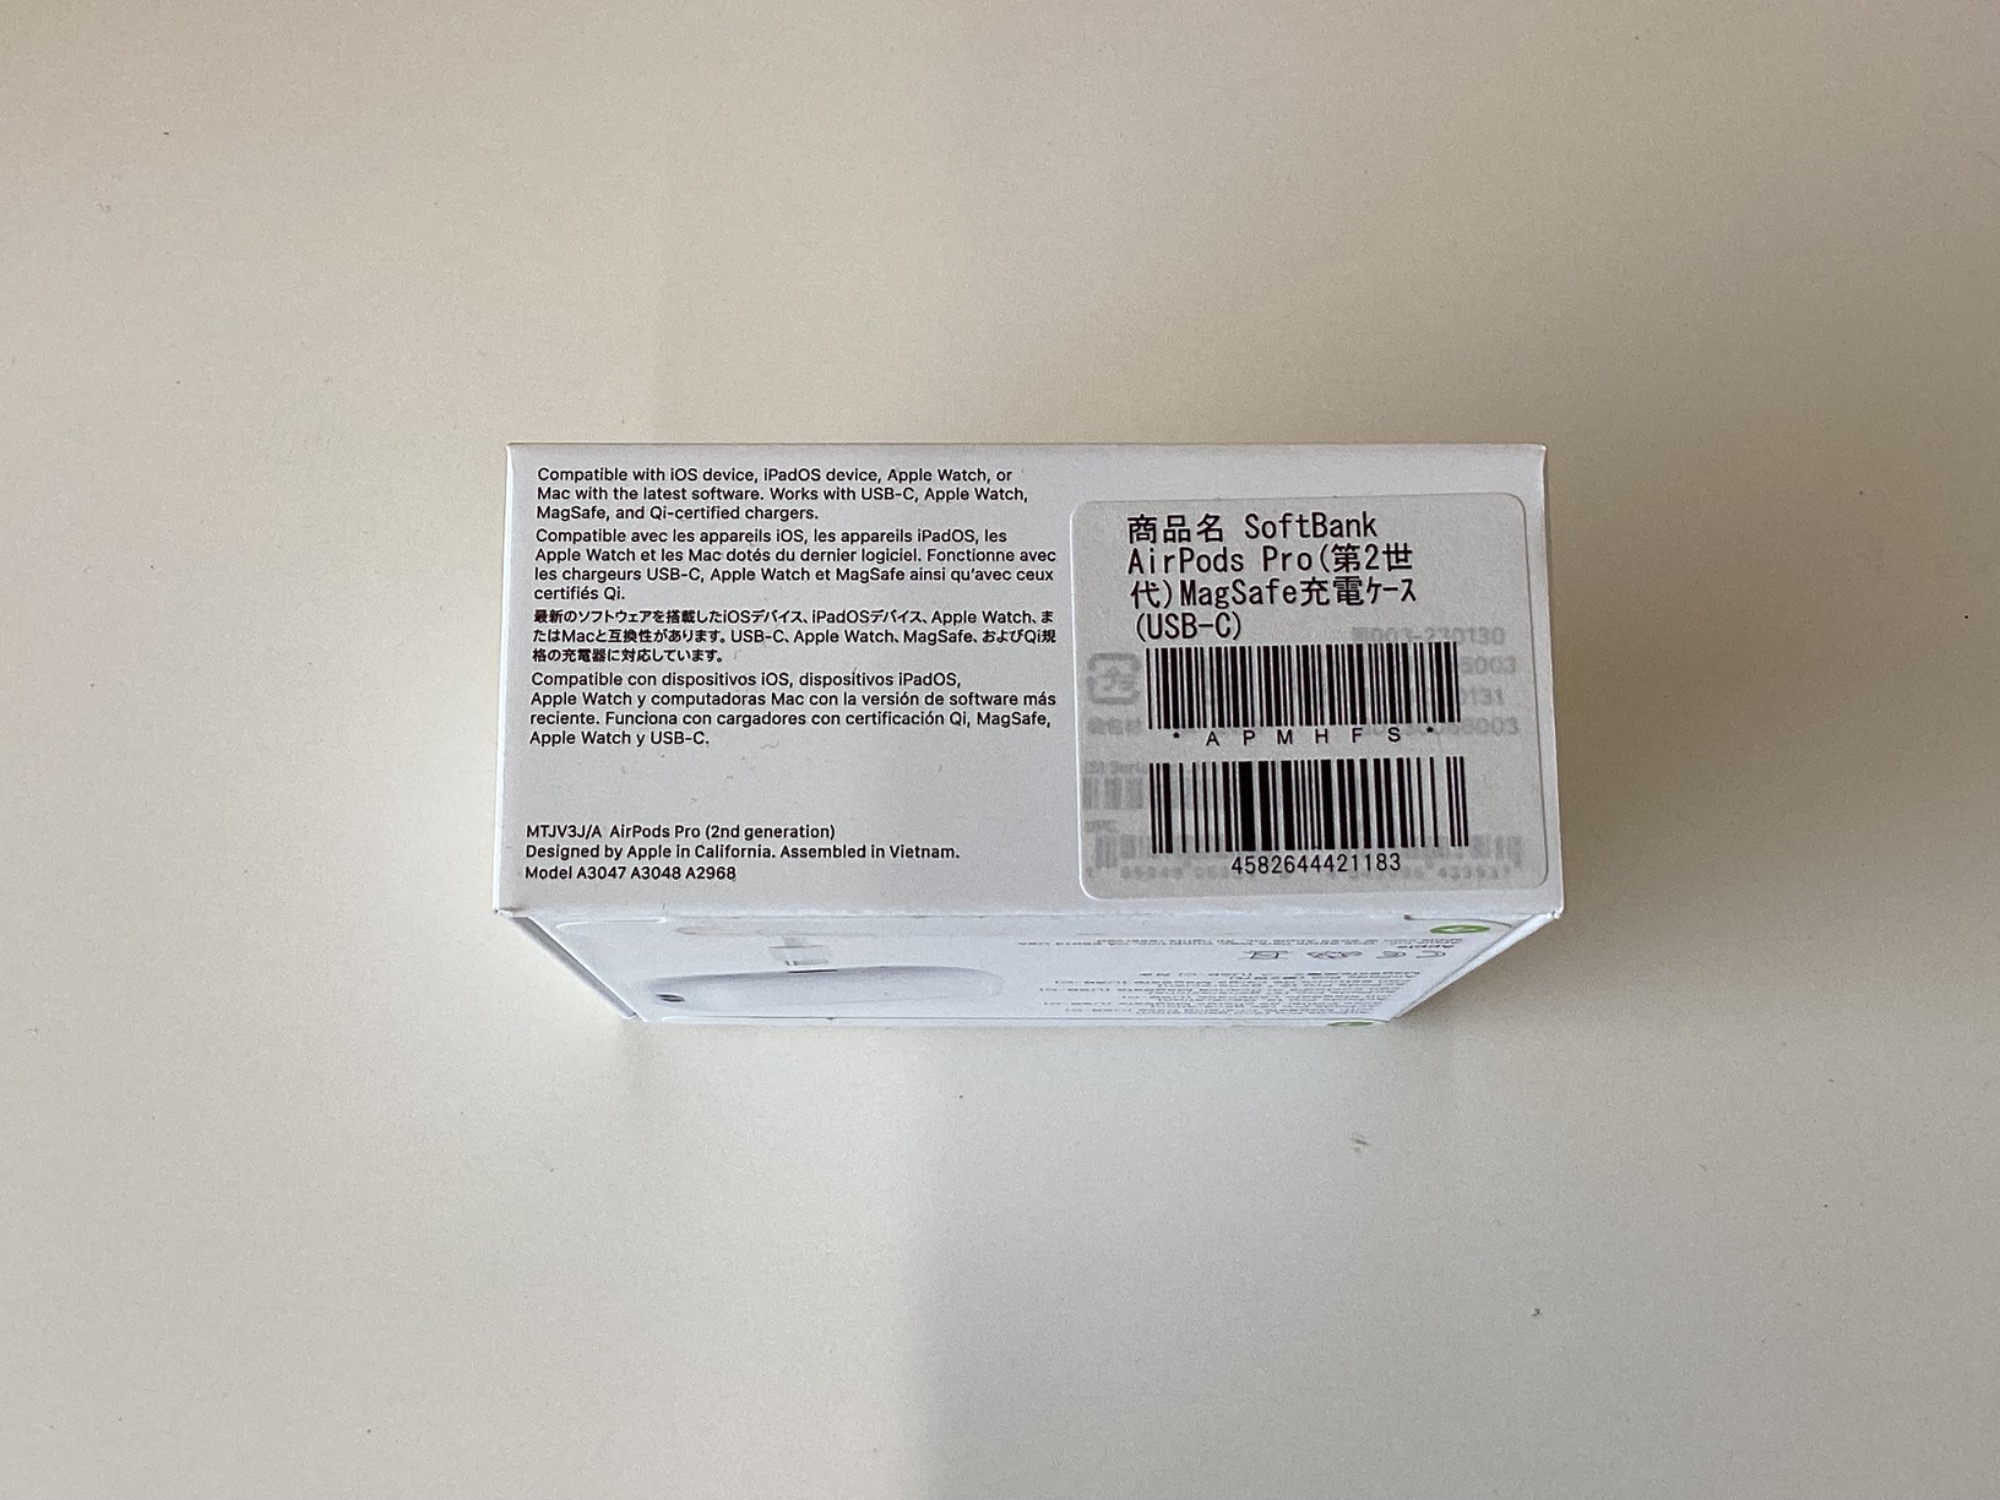 Compatible with iOS device, iPadOS device, Apple Watch, or
Mac with the latest software. Works with USB-C, Apple Watch,
MagSafe, and Qi-certified chargers.
Compatible avec les appareils iOS, les appareils iPadOS, les
Apple Watch et les Mac dotés du dernier logiciel. Fonctionne avec
les chargeurs USB-C, Apple Watch et MagSafe ainsi qu'avec ceux
certifiés Qi.
最新のソフトウェアを搭載したiOSデバイス、iPadOSデバイス、Apple Watch、ま
たはMacと互換性があります。USB-C、Apple Watch、MagSafe、およびQi規
格の充電器に対応しています。
Compatible con dispositivos iOS, dispositivos iPadOS,
Apple Watch y computadoras Mac con la versión de software más
reciente. Funciona con cargadores con certificación Qi, MagSafe,
Apple Watch y USB-C.
MTJV3J/A AirPods Pro (2nd generation)
Designed by Apple in California. Assembled in Vietnam.
Model A3047 A3048 A2968
商品名 SoftBank
AirPods Pro(第2世
代)MagSafe充電ｹｰｽ
(USB-C)
003-230130
* A P M H F S *
4582644421183